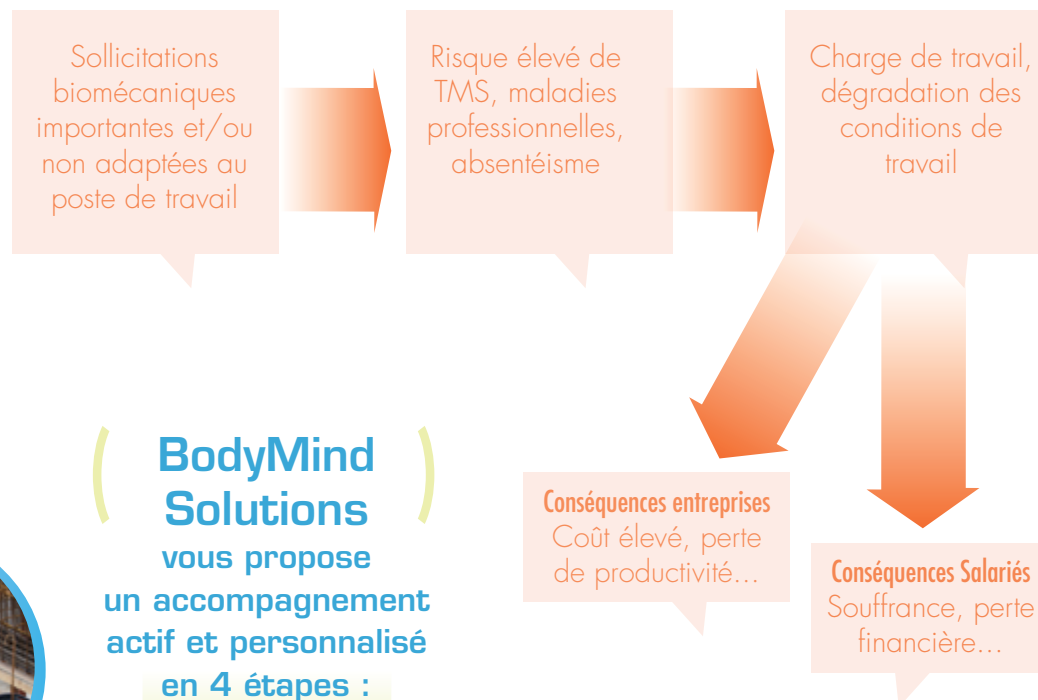 Sollicitations
biomécaniques
importantes et/ou
non adaptées au
poste de travail
Risque élevé de
TMS, maladies
professionnelles,
absentéisme
Charge de travail,
dégradation des
conditions de
travail
Conséquences entreprises
Coût élevé, perte
de productivité...
Conséquences Salariés
Souffrance, perte
financière...
BodyMind
Solutions
vous propose
un accompagnement
actif et personnalisé
en 4 étapes :